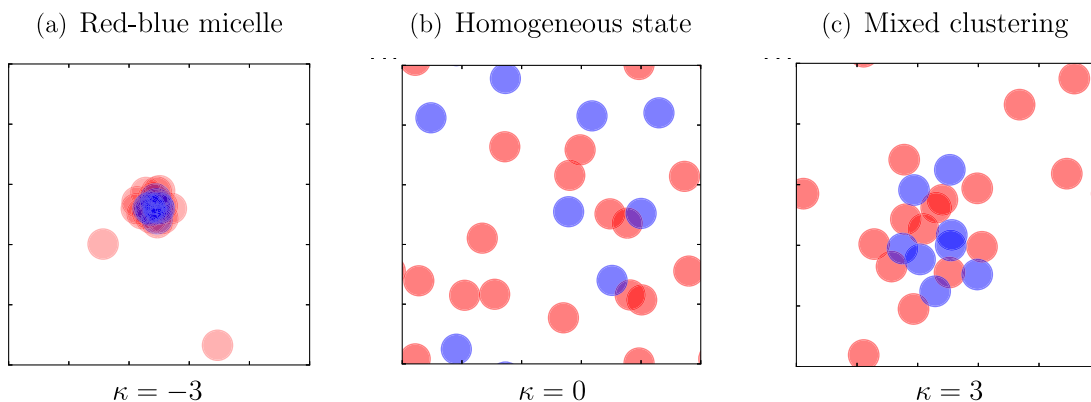 (a) Red-blue micelle
(b) Homogeneous state
(c) Mixed clustering
κ = −3
κ = 0
κ = 3